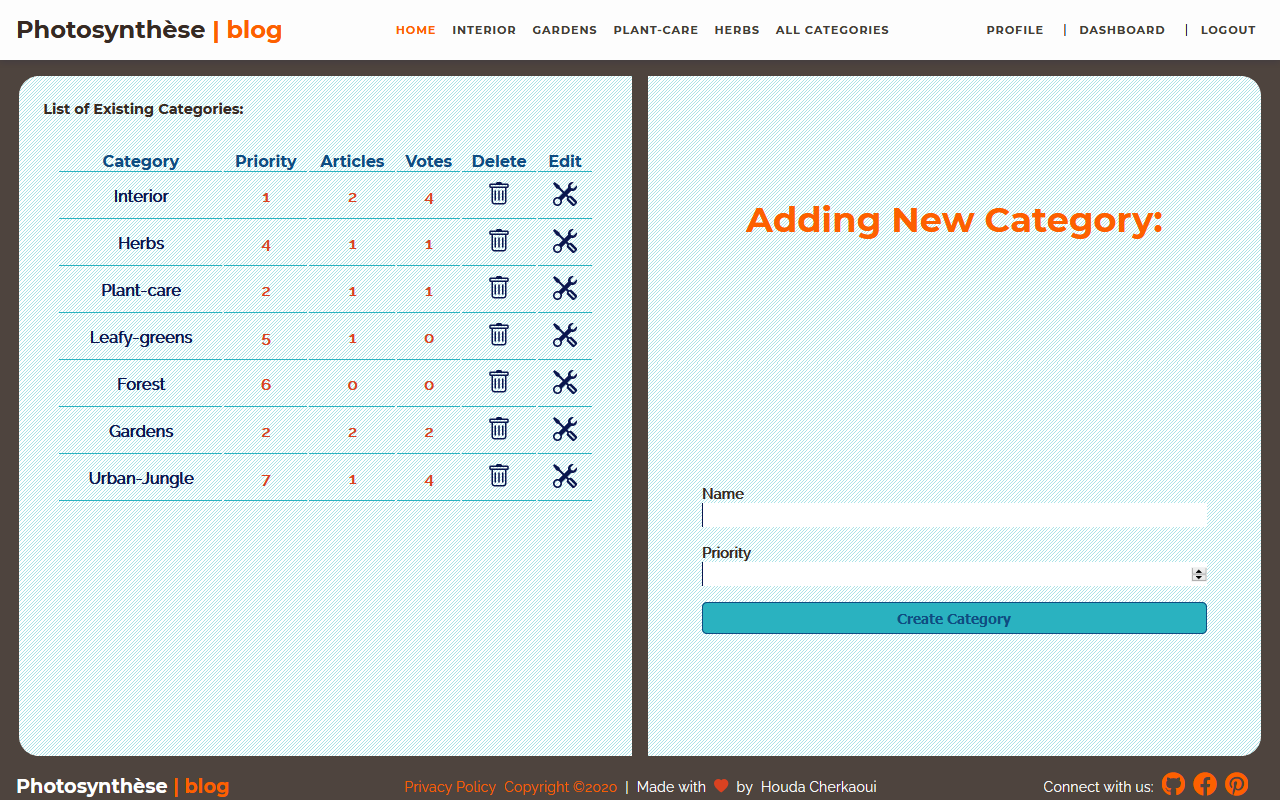 Photosynthèse | blog HOME INTERIOR GARDENS PLANT-CARE HERBS ALL CATEGORIES PROFILE | DASHBOARD | LOGOUT
List of Existing Categories:
Category Priority Articles Votes Delete Edit
Interior 1 2 4
Herbs 4 1 1
Plant-care 2 1 1
Leafy-greens 5 1 0
Forest 6 0 0
Gardens 2 2 2
Urban-Jungle 7 1 4
Adding New Category:
Name
Priority
Create Category
Photosynthèse | blog Privacy Policy Copyright ©2020 | Made with by Houda Cherkaoui Connect with us: